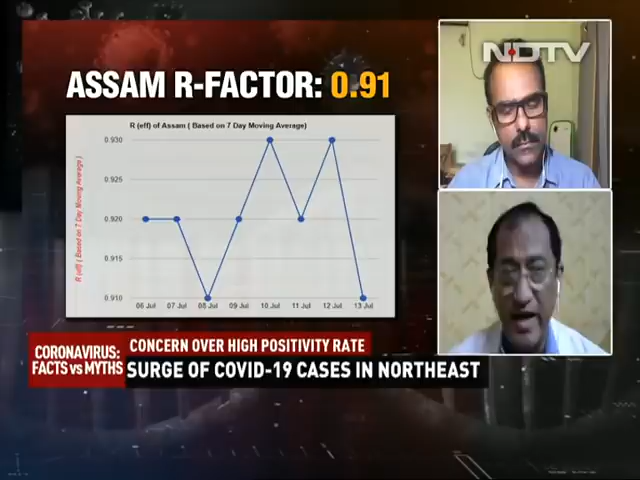 NDTV
ASSAM R-FACTOR: 0.91
R (eff) of Assam ( Based on 7 Day Moving Average)
R (eff) ( Based on 7 Day Moving Average)
0.930
0.925
0.920
0.915
0.910
06 Jul 07 Jul 08 Jul 09 Jul 10 Jul 11 Jul 12 Jul 13 Jul
CORONAVIRUS:
FACTS vs MYTHS
CONCERN OVER HIGH POSITIVITY RATE
SURGE OF COVID-19 CASES IN NORTHEAST